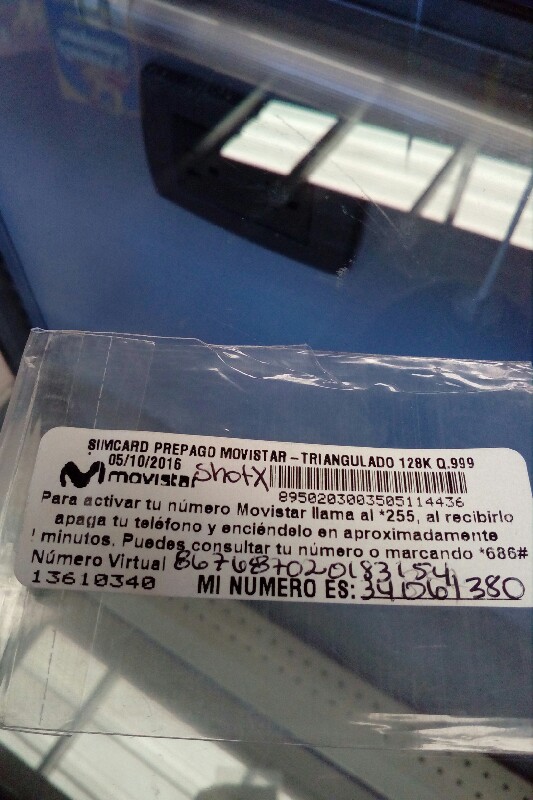 SIMCARD PREPAGO MOVISTAR - TRIANGULADO 128K Q.999
05/10/2016
movistar shotx
8950203003505114436
Para activar tu número Movistar llama al *255, al recibirlo
apaga tu teléfono y enciéndelo en aproximadamente
! minutos. Puedes consultar tu número o marcando *686#
Número Virtual 867687020183154
13610340 MI NUMERO ES: 34061380